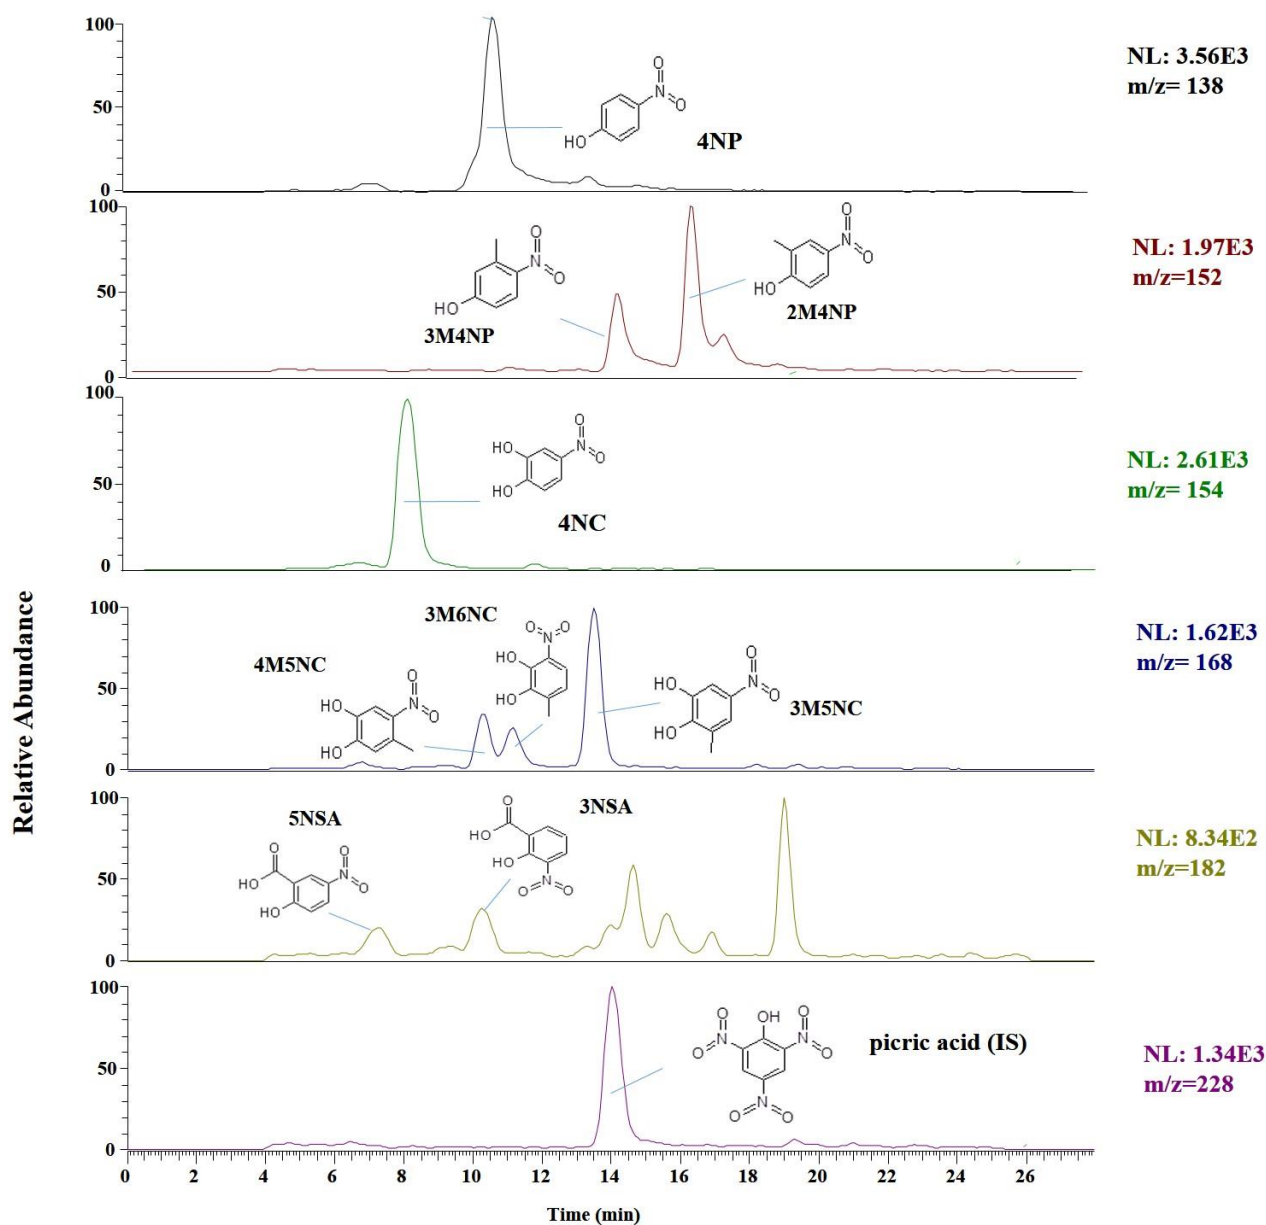 100
50
0
O
N
O
HO
4NP
NL: 3.56E3
m/z= 138
100
50
0
O
N
O
HO
3M4NP
O
N
O
HO
2M4NP
NL: 1.97E3
m/z=152
100
50
0
O
N
O
HO
HO
4NC
NL: 2.61E3
m/z= 154
Relative Abundance
100
50
0
4M5NC
O
N
O
HO
HO
3M6NC
O
N
O
HO
HO
O
N
O
HO
HO
3M5NC
NL: 1.62E3
m/z= 168
100
50
0
5NSA
O
HO
HO
O
N
O
3NSA
O
HO
HO
N
O
O
NL: 8.34E2
m/z=182
100
50
0
O
N
O
OH
O
N
O
N
O
O
picric acid (IS)
NL: 1.34E3
m/z=228
0 2 4 6 8 10 12 14 16 18 20 22 24 26
Time (min)